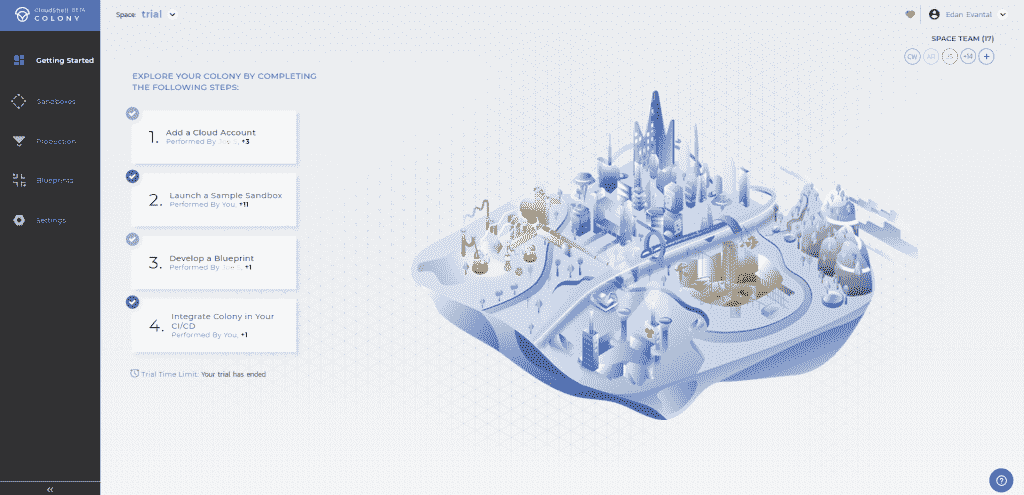 CloudShell BETA
COLONY
Space: trial
Edan Evantal
SPACE TEAM (17)
CW
+14
+
Getting Started
Sandboxes
Production
Blueprints
Settings
EXPLORE YOUR COLONY BY COMPLETING
THE FOLLOWING STEPS:
1. Add a Cloud Account
Performed By +3
2. Launch a Sample Sandbox
Performed By You, +11
3. Develop a Blueprint
Performed By +1
4. Integrate Colony in Your
CI/CD
Performed By You, +1
Trial Time Limit: Your trial has ended
«
?